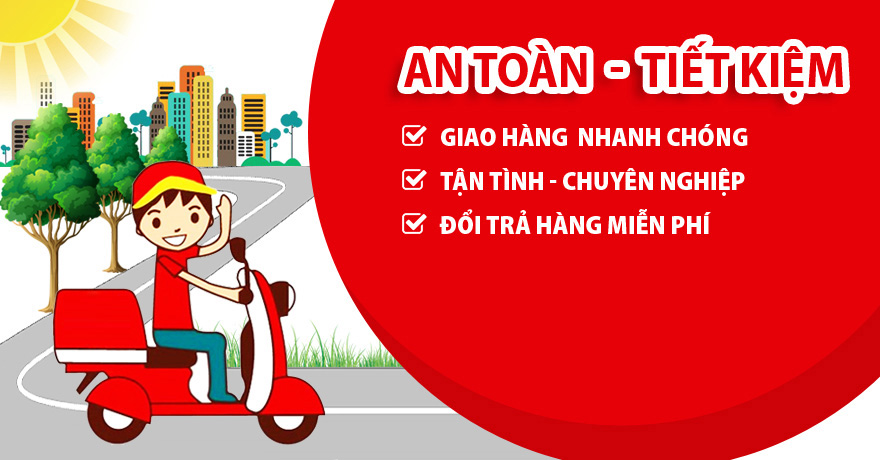 AN TOÀN - TIẾT KIỆM
GIAO HÀNG NHANH CHÓNG
TẬN TÌNH - CHUYÊN NGHIỆP
ĐỔI TRẢ HÀNG MIỄN PHÍ